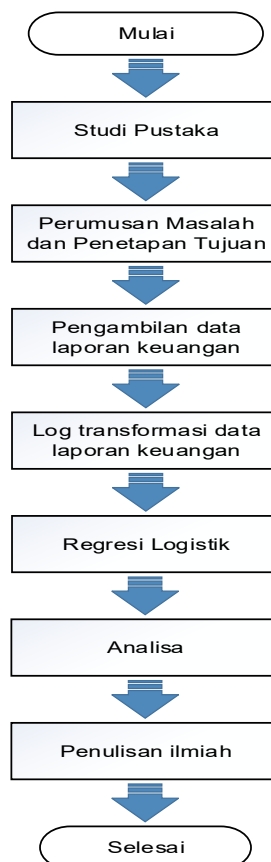 Mulai
Studi Pustaka
Perumusan Masalah
dan Penetapan Tujuan
Pengambilan data
laporan keuangan
Log transformasi data
laporan keuangan
Regresi Logistik
Analisa
Penulisan ilmiah
Selesai